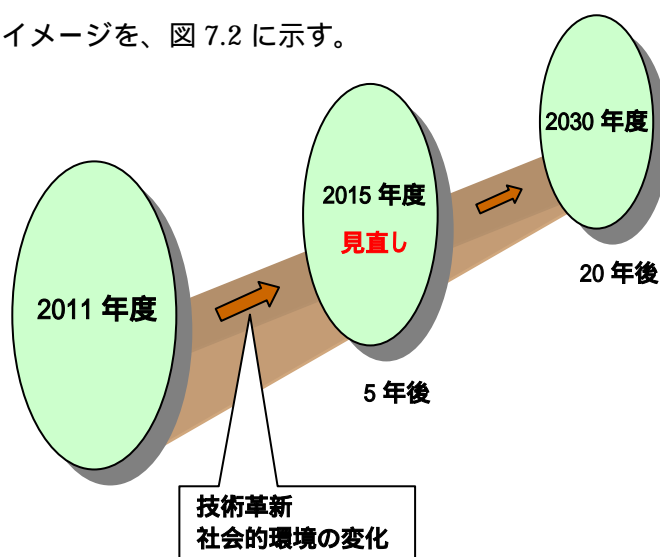 イメージを、図 7.2 に示す。
2030 年度
2015 年度
見直し
20 年後
2011 年度
5 年後
技術革新
社会的環境の変化